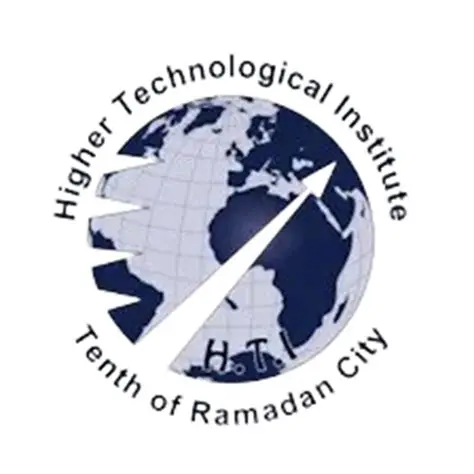 Higher Technological Institute
H.T.I
Tenth of Ramadan City